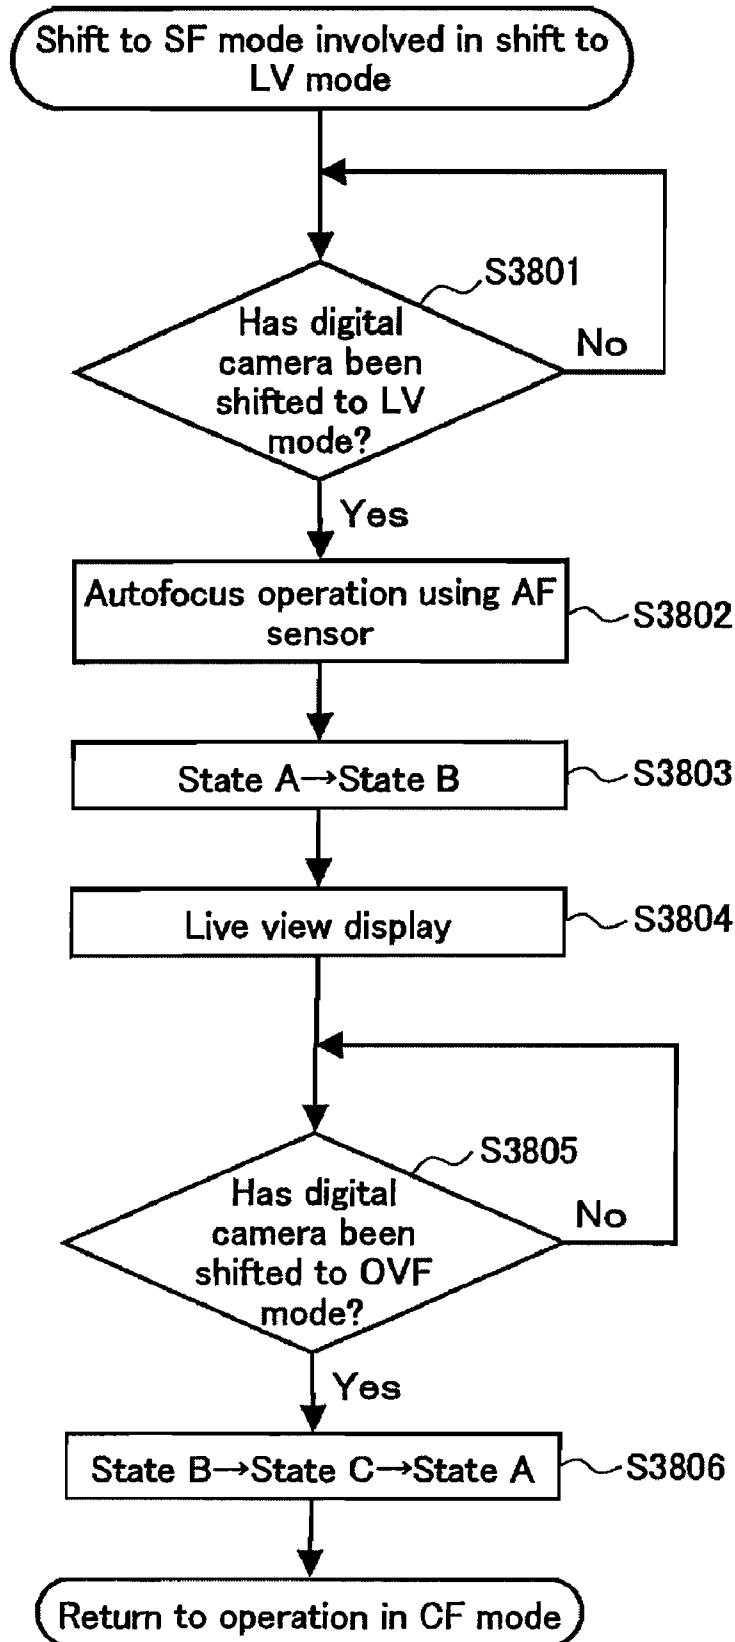 Shift to SF mode involved in shift to
LV mode
S3801
Has digital
camera been
shifted to LV
mode?
No
Yes
Autofocus operation using AF
sensor
S3802
State A→State B
S3803
Live view display
S3804
S3805
Has digital
camera been
shifted to OVF
mode?
No
Yes
State B→State C→State A
S3806
Return to operation in CF mode